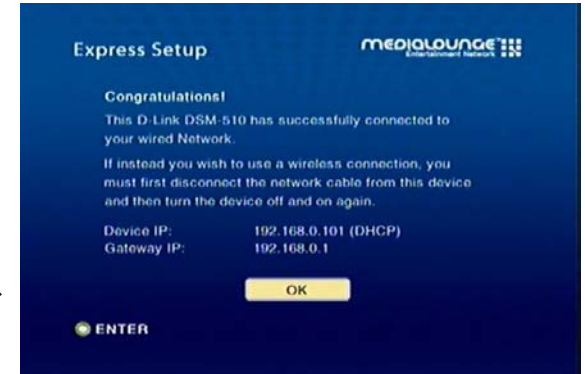 Express Setup
MEDIALOUNGE
Entertainment Network
Congratulations!
This D-Link DSM-510 has successfully connected to
your wired Network.
If instead you wish to use a wireless connection, you
must first disconnect the network cable from this device
and then turn the device off and on again.
Device IP: 192.168.0.101 (DHCP)
Gateway IP: 192.168.0.1
OK
ENTER